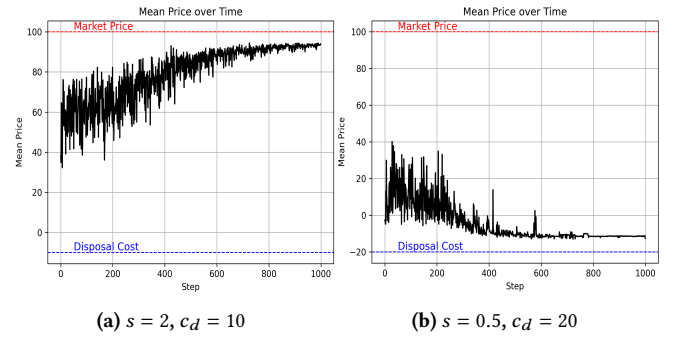 Mean Price over Time
Market Price
100
80
60
40
20
0
Disposal Cost
0
200
400
600
800
1000
Mean Price
Step
(a) s = 2, c_d = 10
Mean Price over Time
Market Price
100
80
60
40
20
0
−20
Disposal Cost
0
200
400
600
800
1000
Mean Price
Step
(b) s = 0.5, c_d = 20